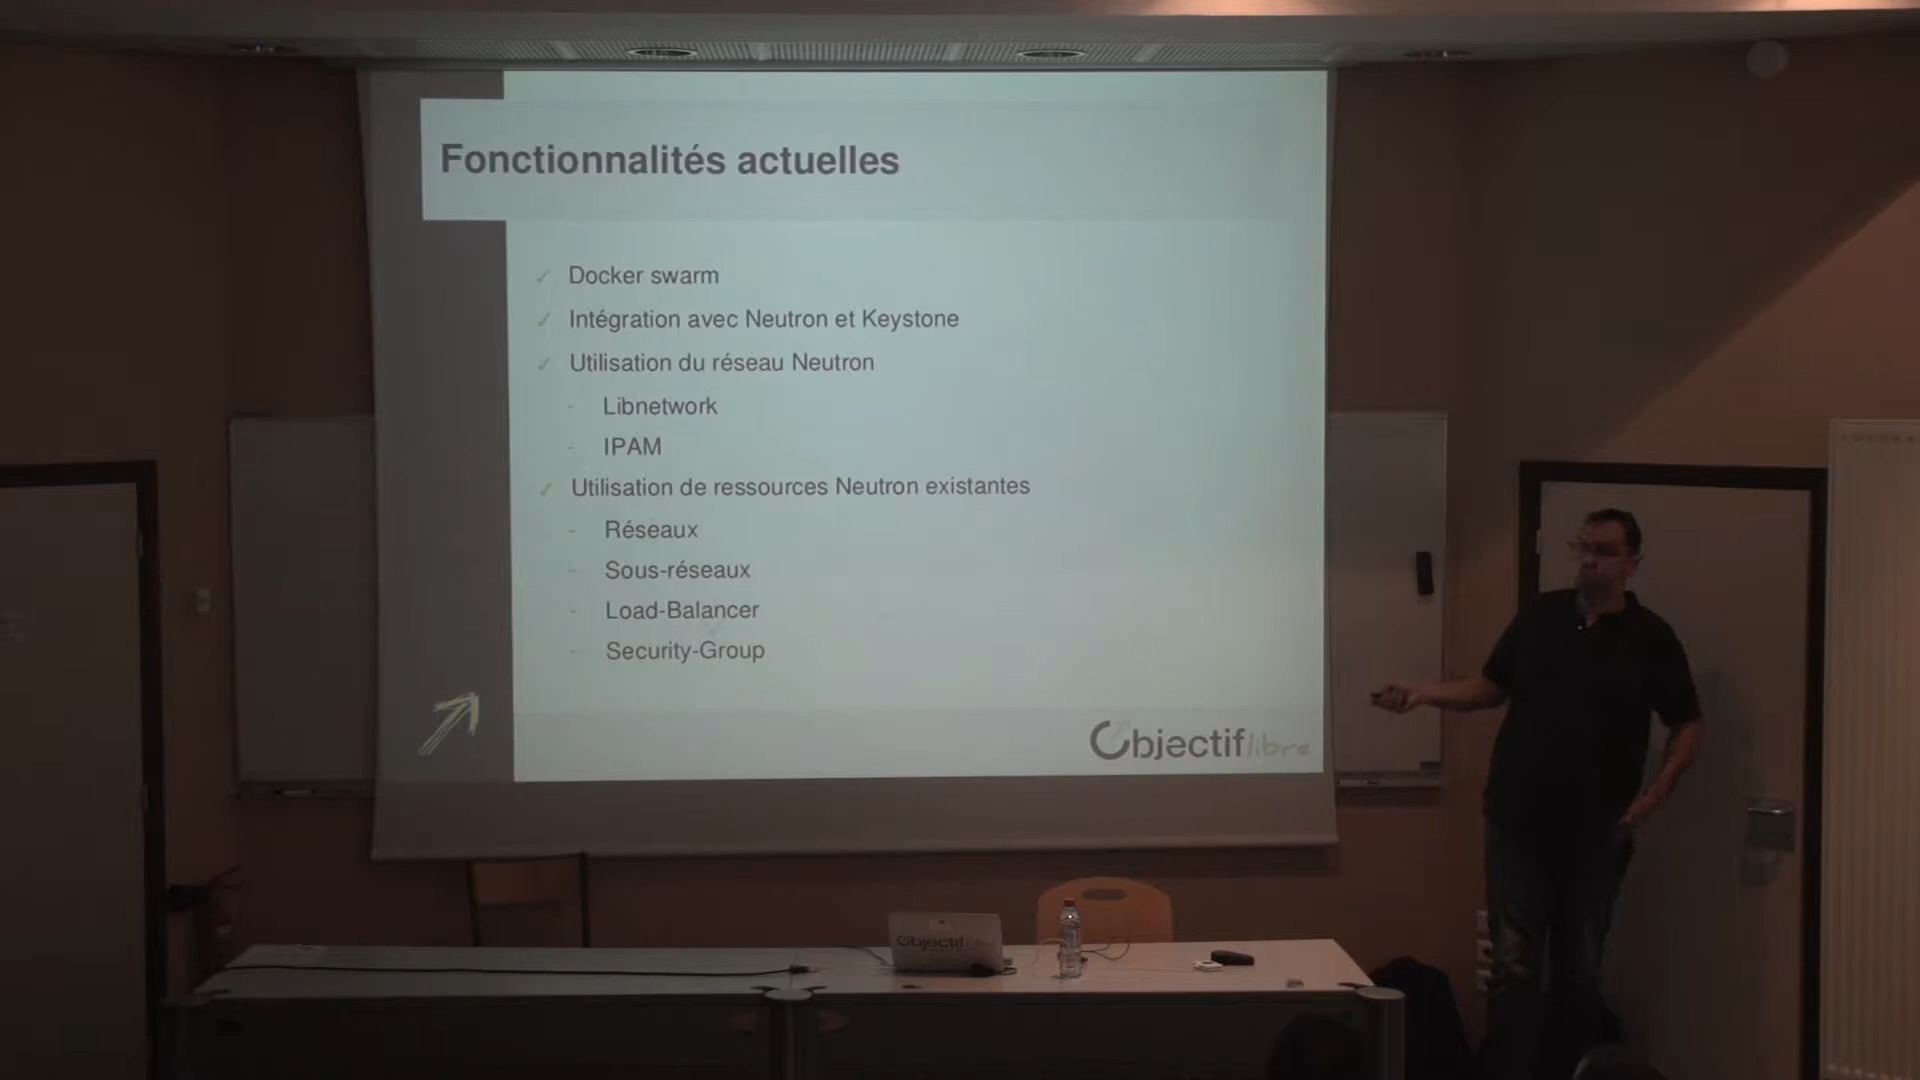 Fonctionnalités actuelles
✓ Docker swarm
✓ Intégration avec Neutron et Keystone
✓ Utilisation du réseau Neutron
- Libnetwork
- IPAM
✓ Utilisation de ressources Neutron existantes
- Réseaux
- Sous-réseaux
- Load-Balancer
- Security-Group
Objectif libre
Objectif